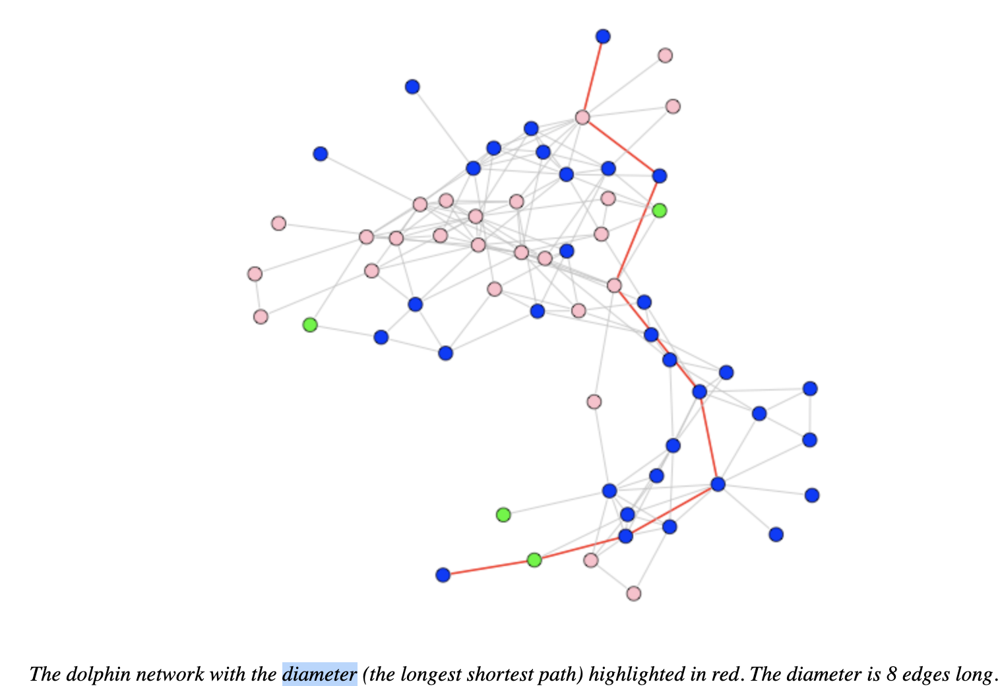 The dolphin network with the diameter (the longest shortest path) highlighted in red. The diameter is 8 edges long.